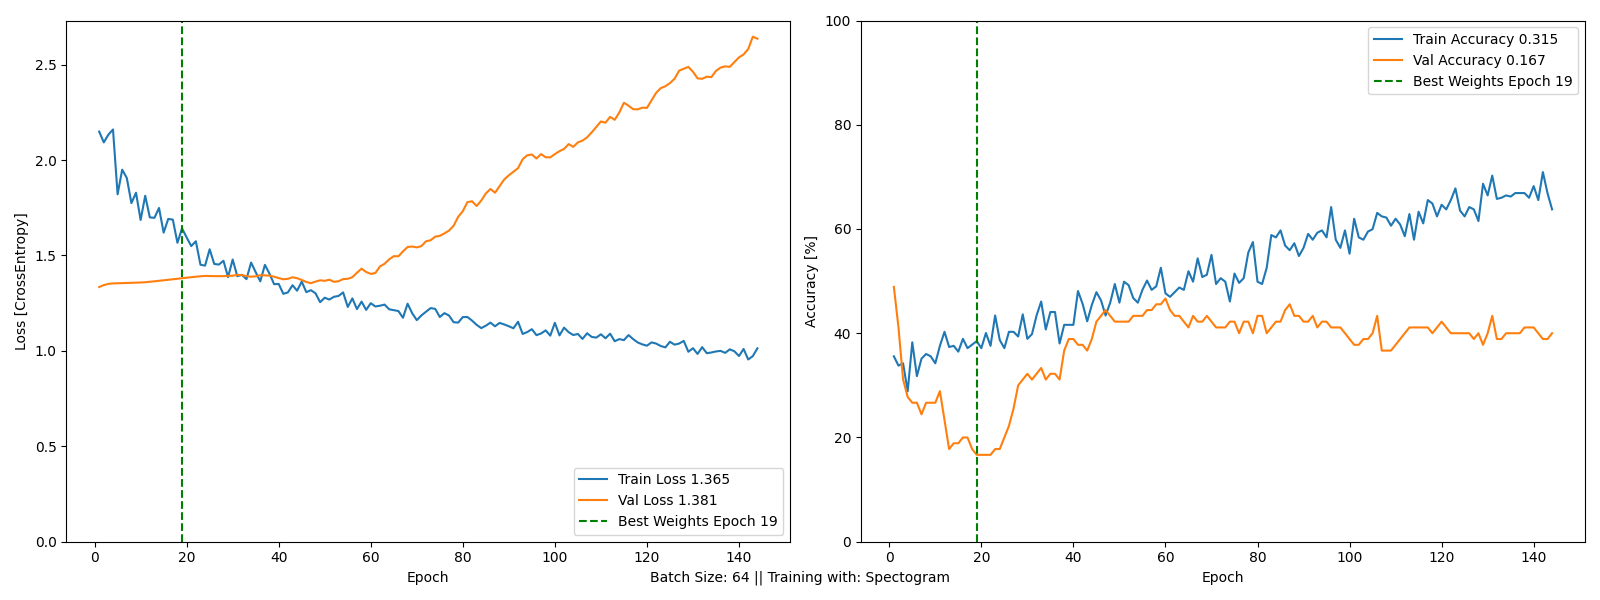 Loss [CrossEntropy]
2.5
2.0
1.5
1.0
0.5
0.0
0 20 40 60 80 100 120 140
Epoch
Train Loss 1.365
Val Loss 1.381
Best Weights Epoch 19
Accuracy [%]
100
80
60
40
20
0
0 20 40 60 80 100 120 140
Epoch
Train Accuracy 0.315
Val Accuracy 0.167
Best Weights Epoch 19
Batch Size: 64 || Training with: Spectogram